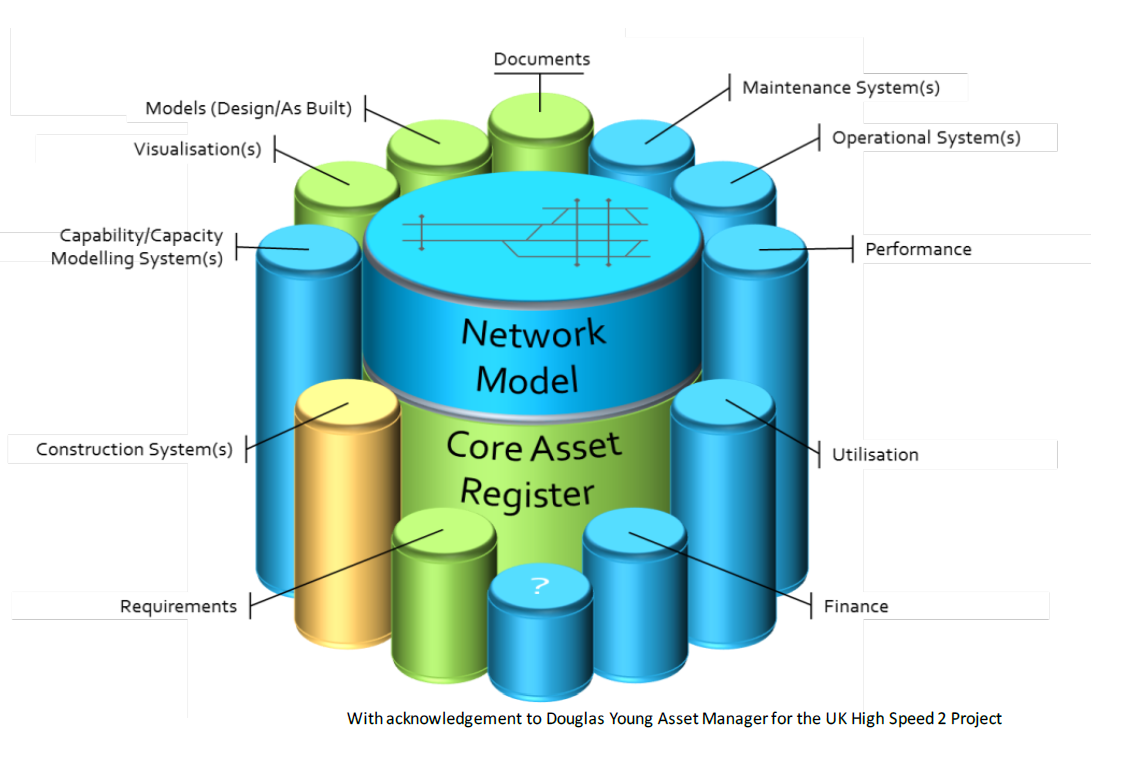 Documents
Maintenance System(s)
Models (Design/As Built)
Operational System(s)
Visualisation(s)
Capability/Capacity
Modelling System(s)
Performance
Network
Model
Core Asset
Register
Construction System(s)
Utilisation
?
Requirements
Finance
With acknowledgement to Douglas Young Asset Manager for the UK High Speed 2 Project